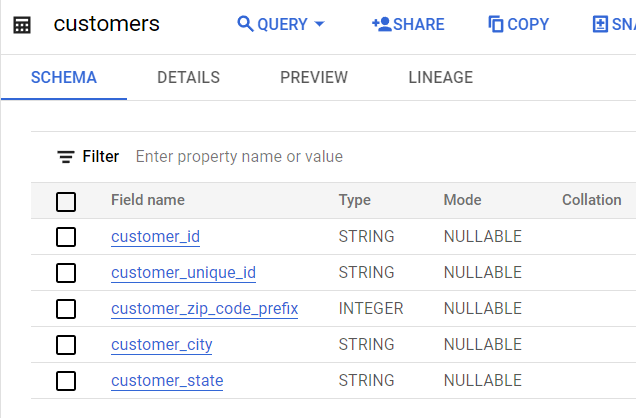 customers QUERY SHARE COPY
SCHEMA DETAILS PREVIEW LINEAGE
Filter Enter property name or value
Field name Type Mode Collation
customer_id STRING NULLABLE
customer_unique_id STRING NULLABLE
customer_zip_code_prefix INTEGER NULLABLE
customer_city STRING NULLABLE
customer_state STRING NULLABLE